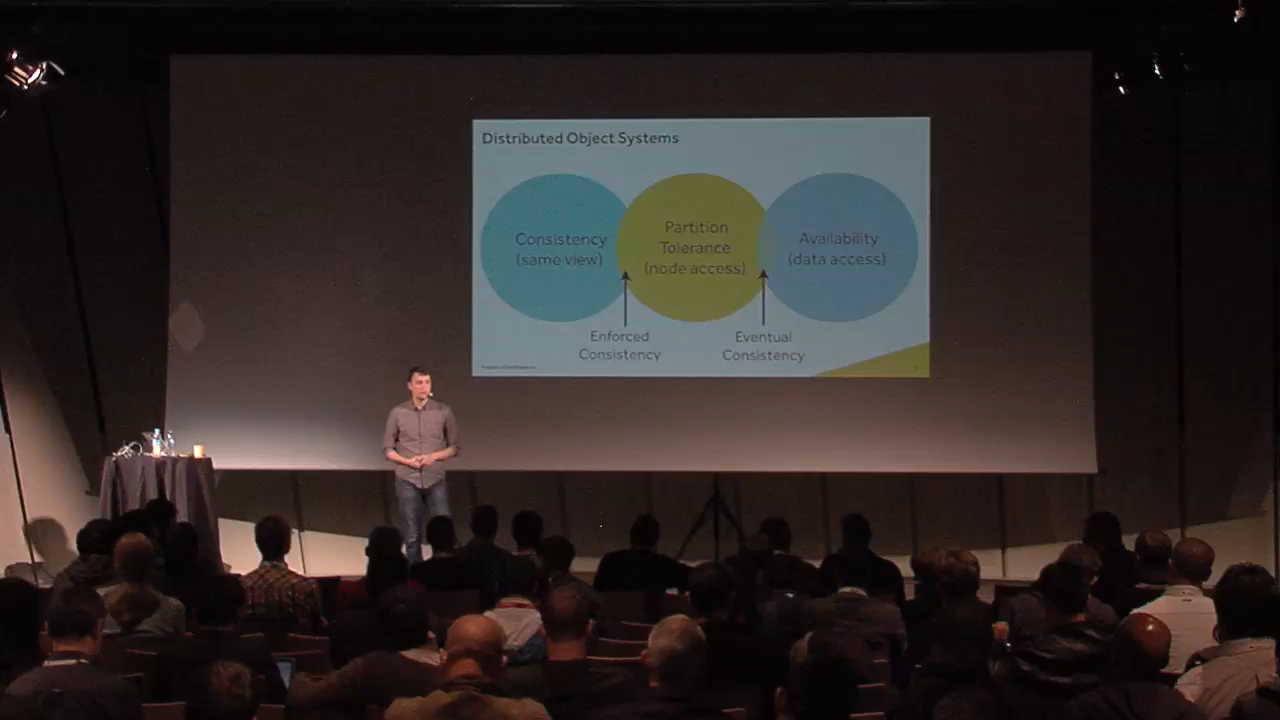 Distributed Object Systems
Consistency
(same view)
Partition
Tolerance
(node access)
Availability
(data access)
Enforced
Consistency
Eventual
Consistency